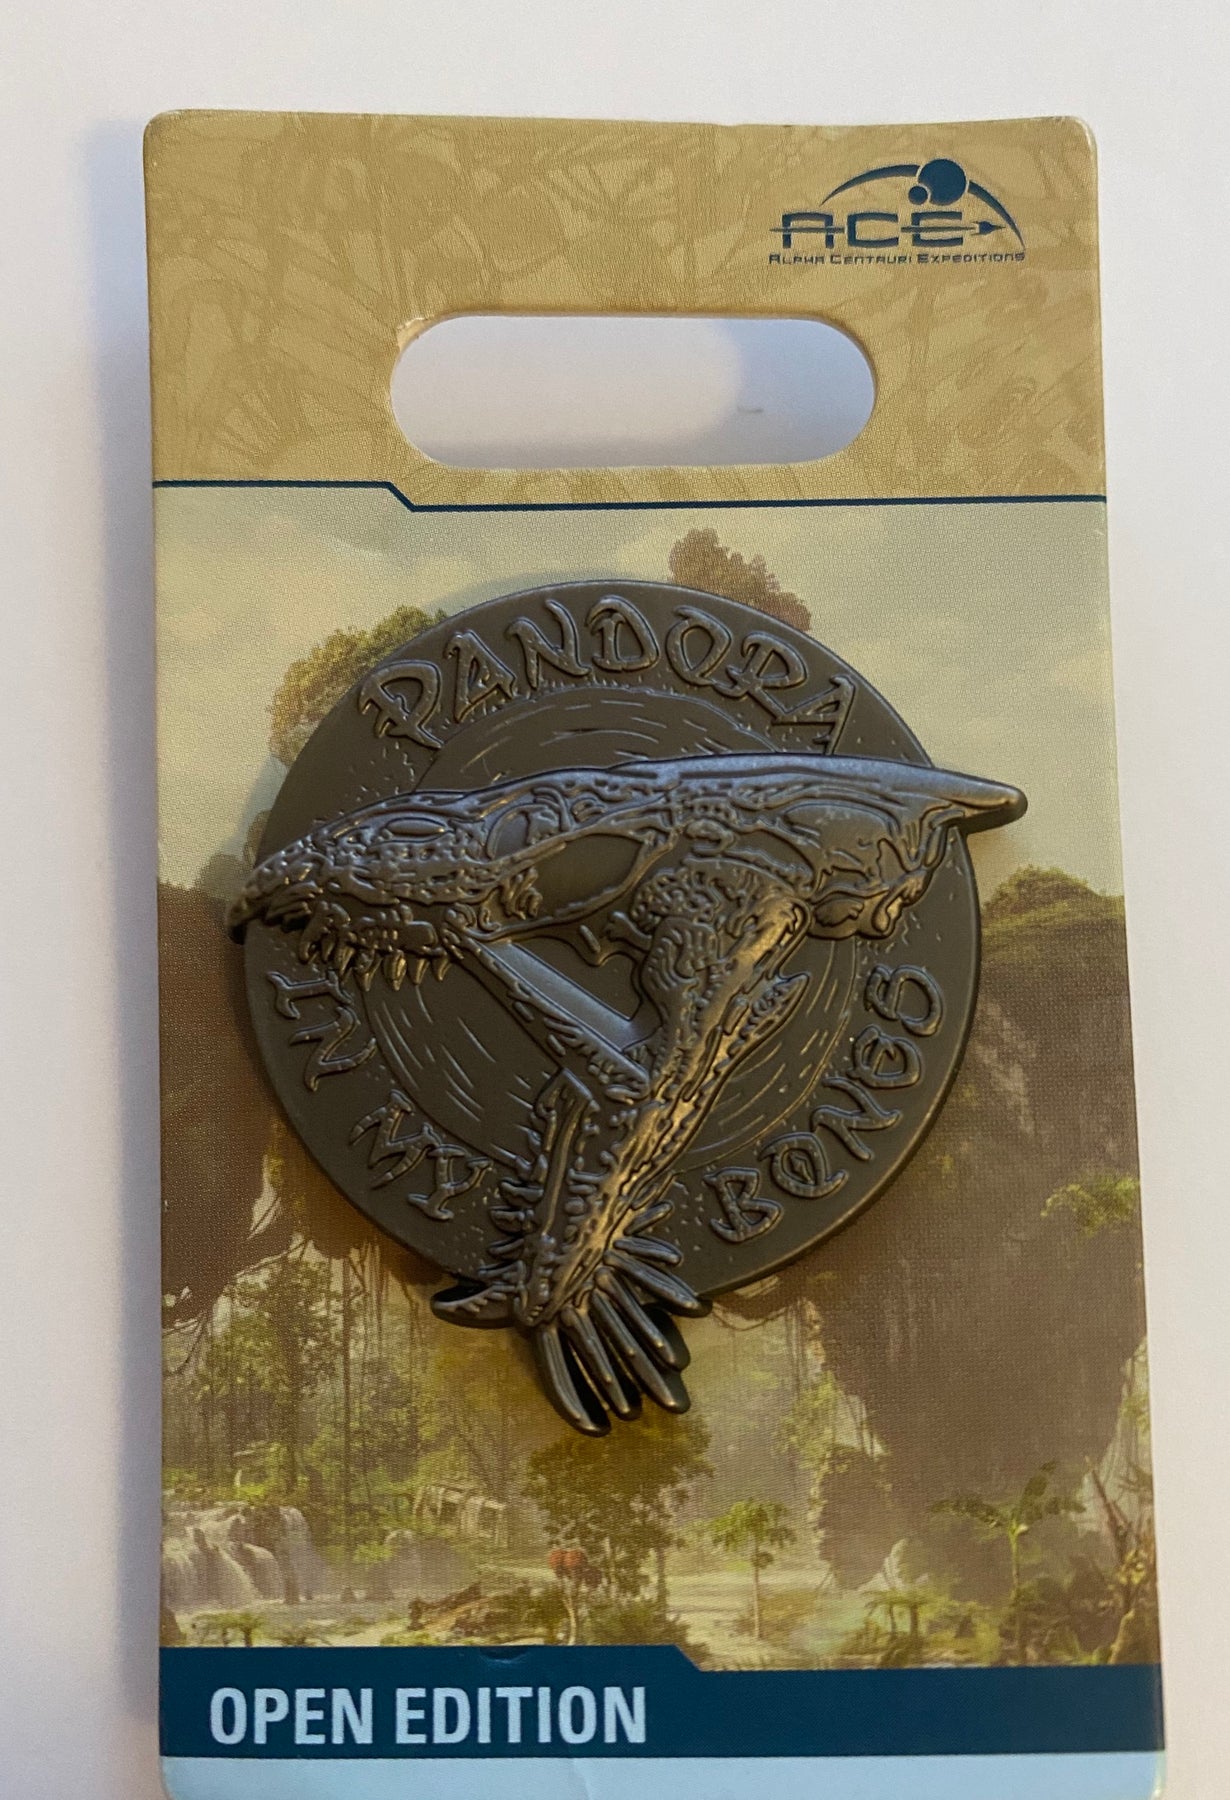 ACE
ALPHA CENTAURI EXPEDITIONS
PANDORA
IN MY BONES
OPEN EDITION